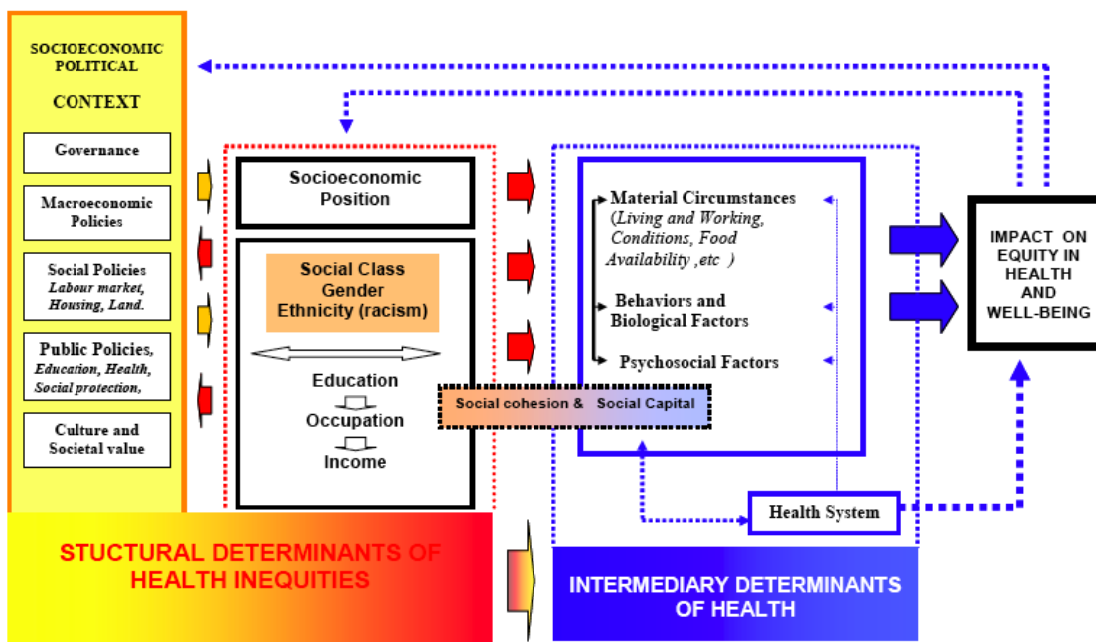 SOCIOECONOMIC
POLITICAL
CONTEXT
Governance
Macroeconomic
Policies
Social Policies
Labour market,
Housing, Land.
Public Policies,
Education, Health,
Social protection,
Culture and
Societal value
Socioeconomic
Position
Social Class
Gender
Ethnicity (racism)
Education
Occupation
Income
Social cohesion & Social Capital
Material Circumstances
(Living and Working,
Conditions, Food
Availability ,etc )
Behaviors and
Biological Factors
Psychosocial Factors
Health System
IMPACT ON
EQUITY IN
HEALTH
AND
WELL-BEING
STUCTURAL DETERMINANTS OF
HEALTH INEQUITIES
INTERMEDIARY DETERMINANTS
OF HEALTH